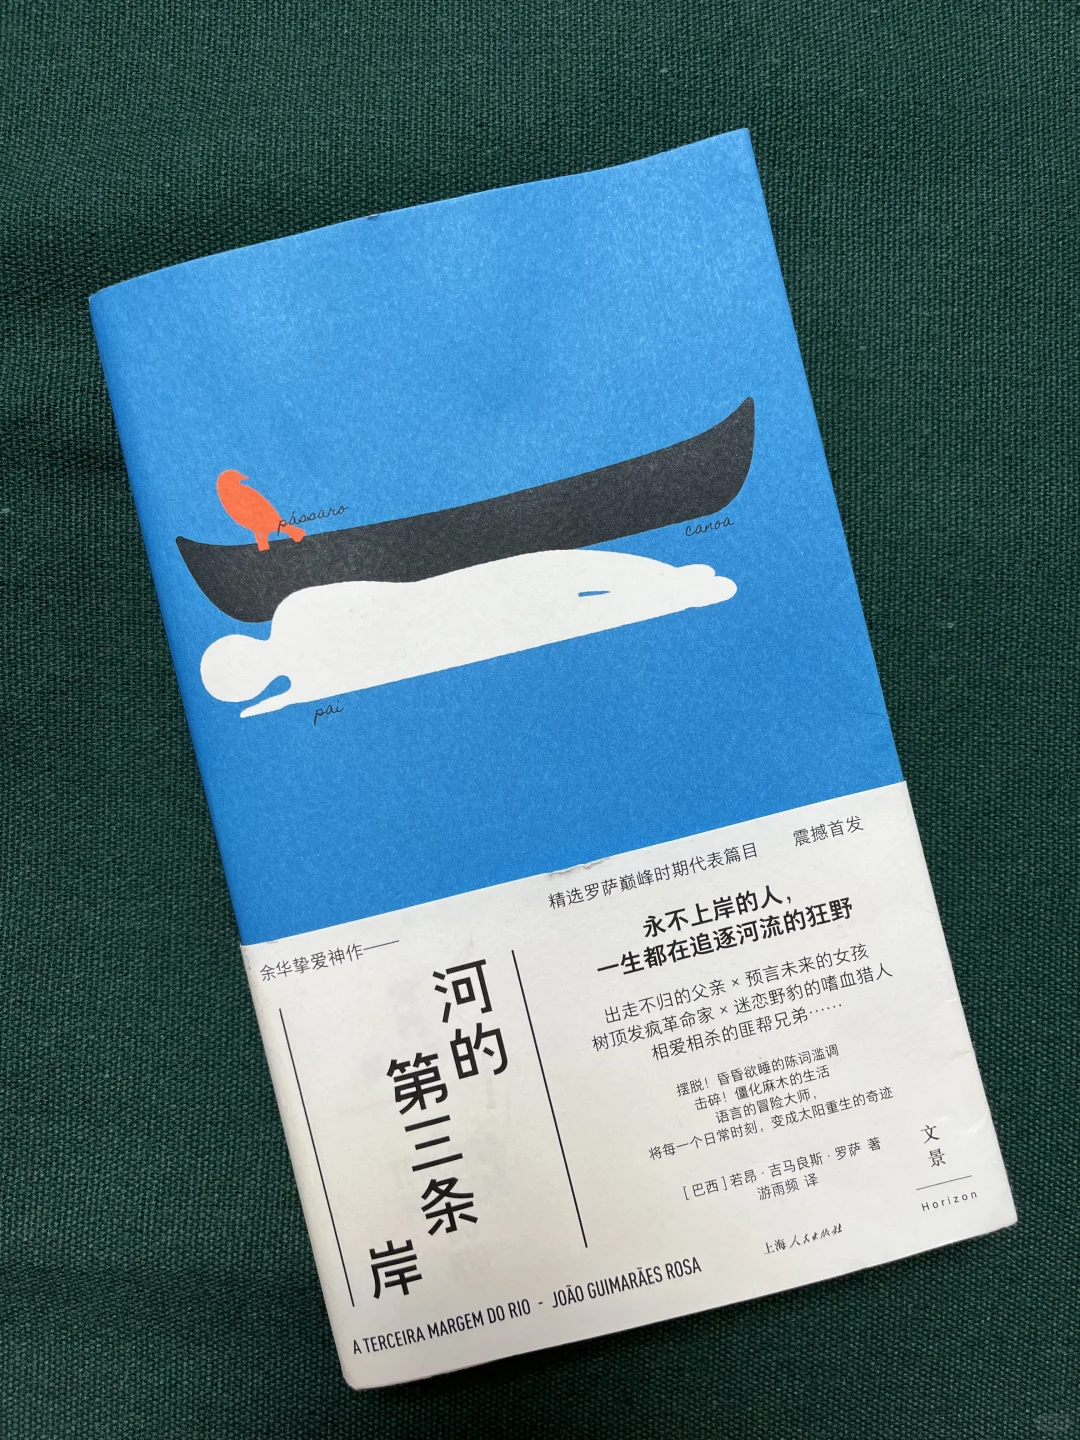 pássaro
canoa
pai
精选罗萨巅峰时期代表篇目 震撼首发
永不上岸的人，
一生都在追逐河流的狂野
余华挚爱神作——
河的
第三条
岸
出走不归的父亲 × 预言未来的女孩
树顶发疯革命家 × 迷恋野豹的嗜血猎人
相爱相杀的匪帮兄弟……
摆脱！昏昏欲睡的陈词滥调
击碎！僵化麻木的生活
语言的冒险大师，
将每一个日常时刻，变成太阳重生的奇迹
[巴西] 若昂·吉马良斯·罗萨 著
游雨频 译
文景
Horizon
上海人民出版社
A TERCEIRA MARGEM DO RIO - JOÃO GUIMARÃES ROSA